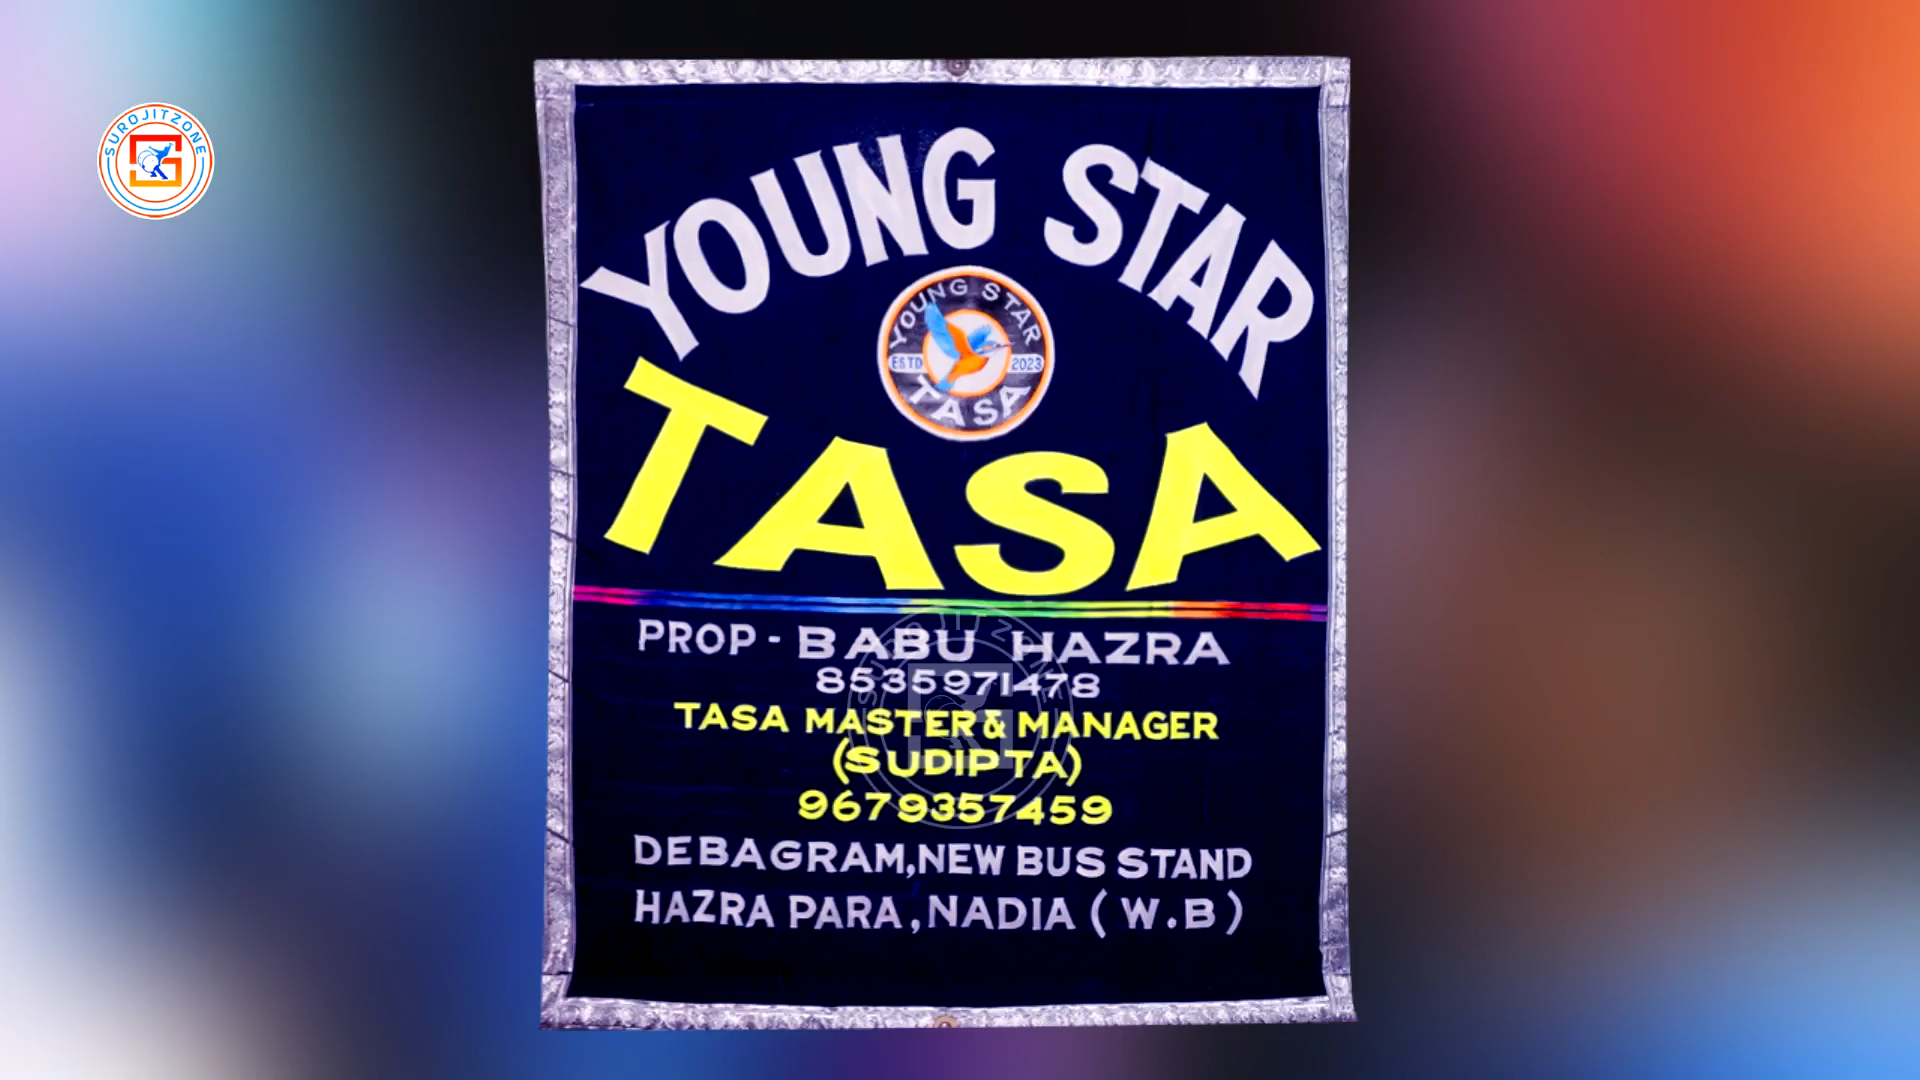 SUROJITZONE
YOUNG STAR
YOUNG STAR
ESTD 2023
TASA
TASA
PROP - BABU HAZRA
8535971478
TASA MASTER & MANAGER
(SUDIPTA)
9679357459
DEBAGRAM, NEW BUS STAND
HAZRA PARA, NADIA (W.B)
SUROJITZONE